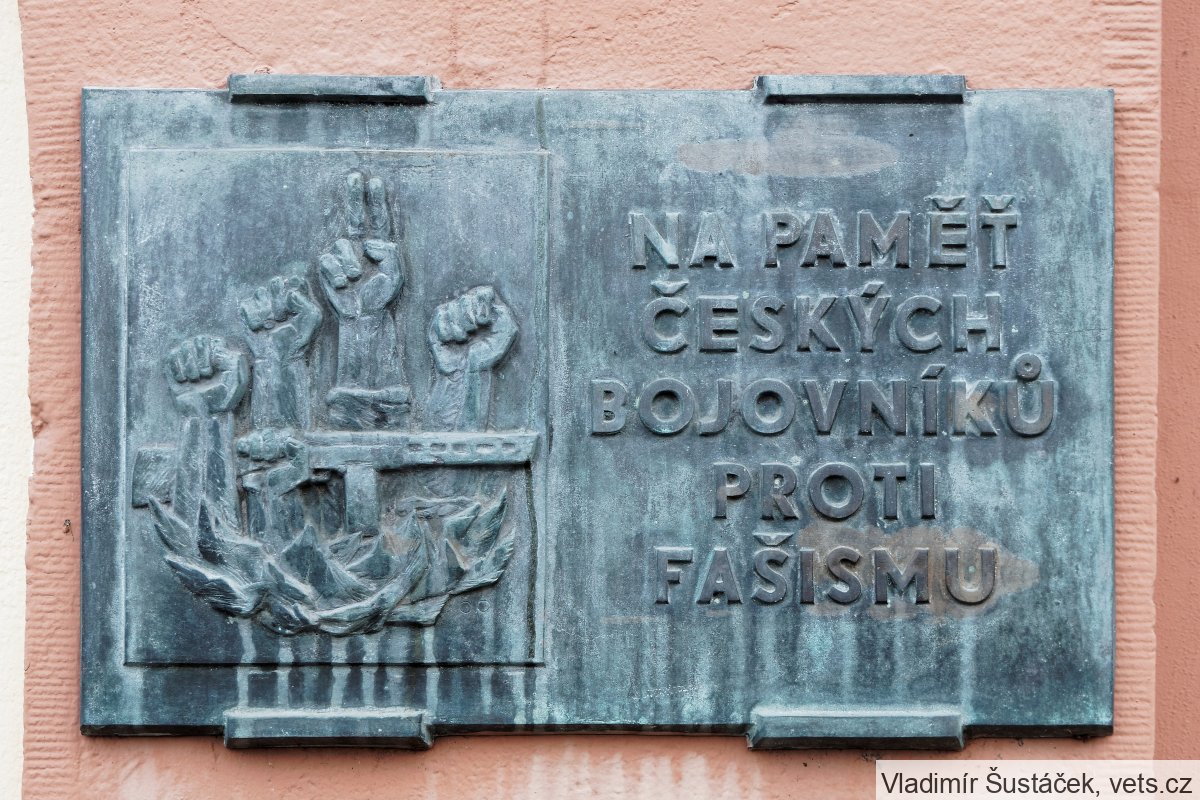 NA PAMĚŤ
ČESKÝCH
BOJOVNÍKŮ
PROTI
FAŠISMU
Vladimír Šustáček, vets.cz